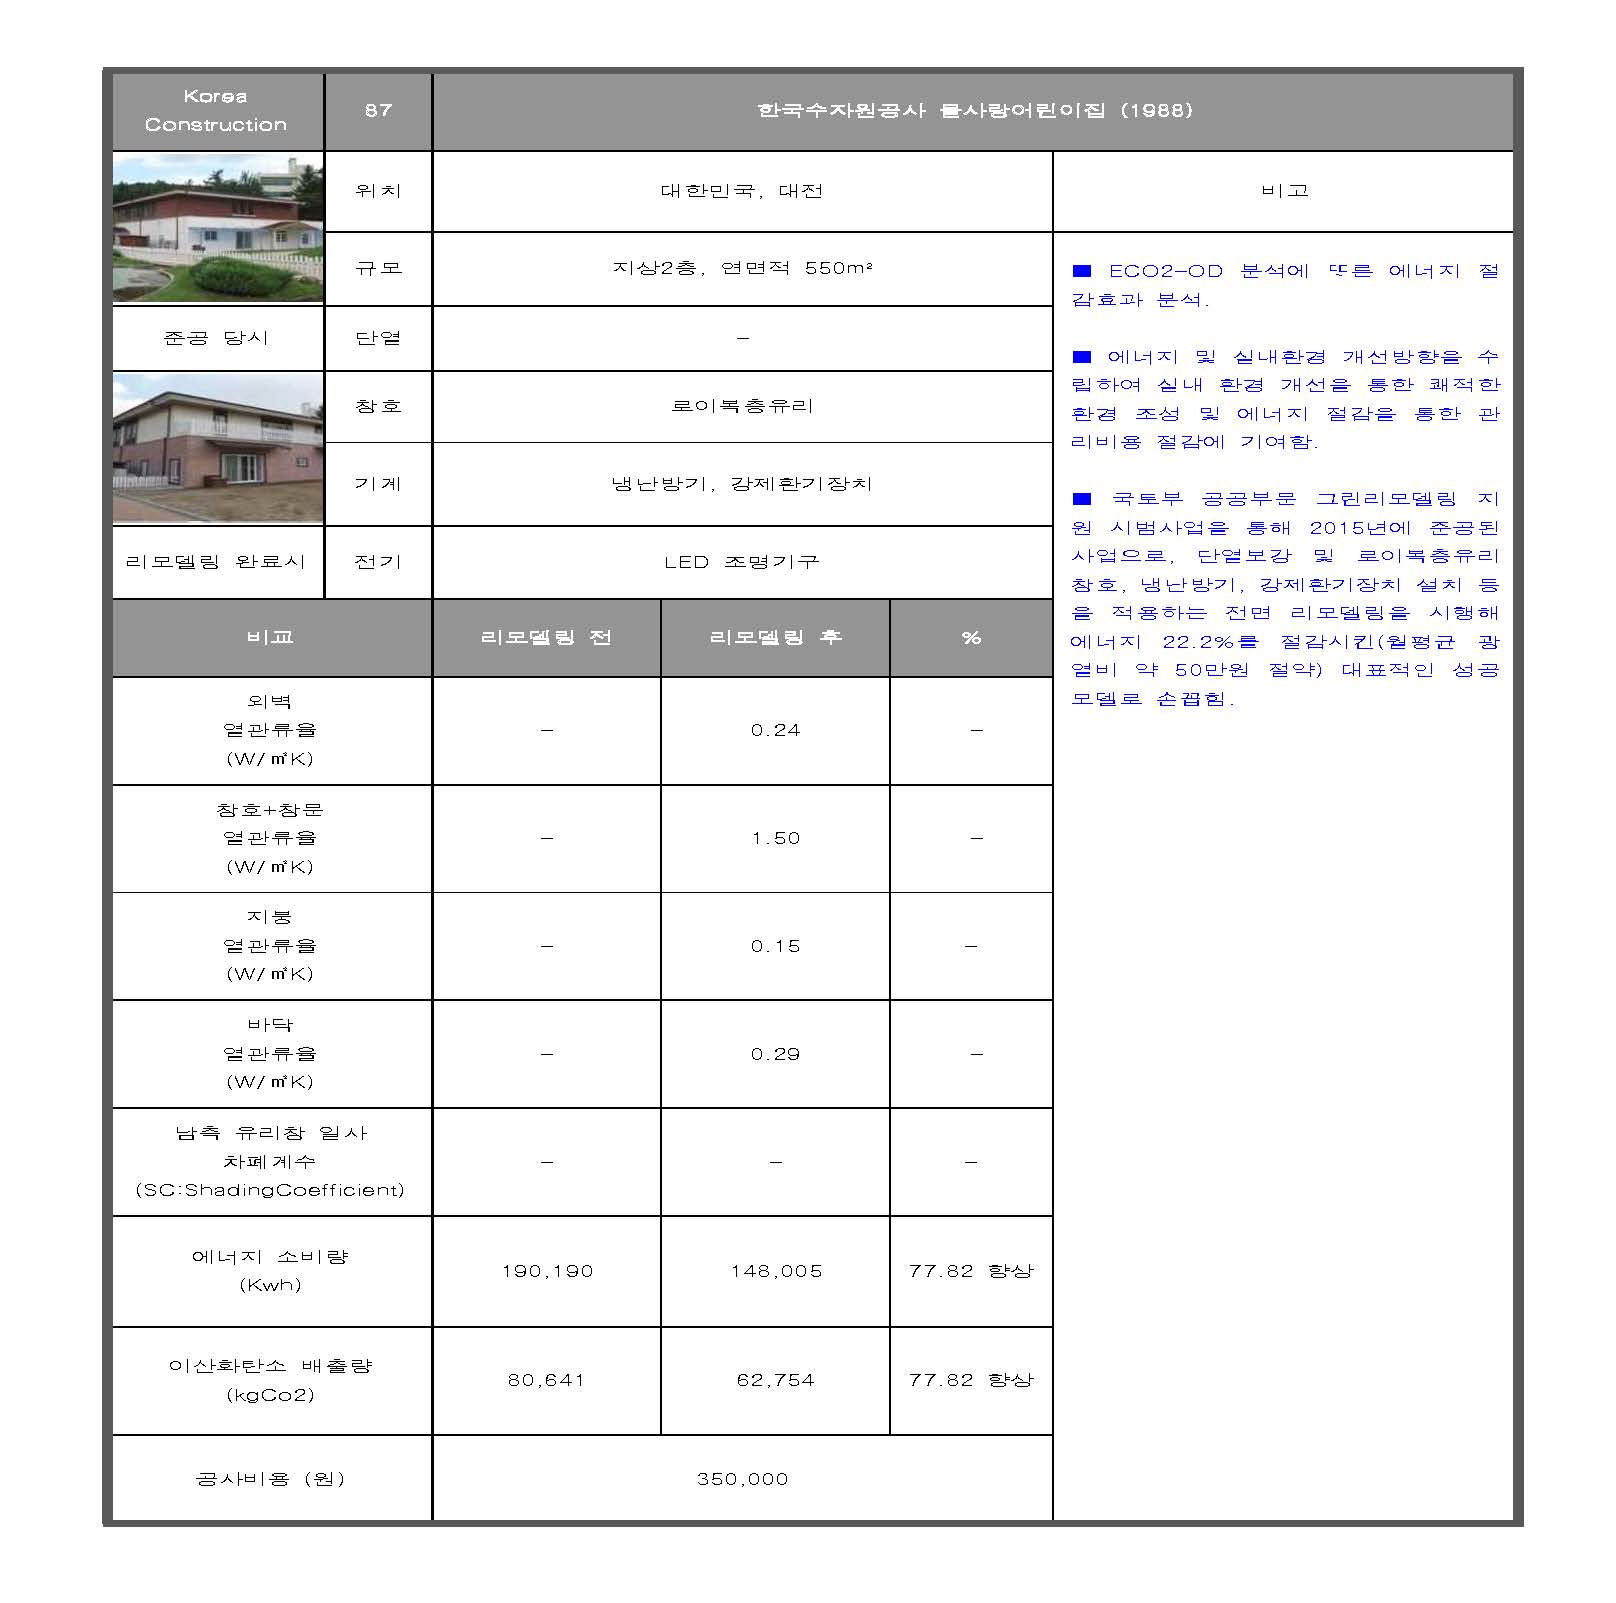 Korea
Construction
87
한국수자원공사 물사랑어린이집 (1988)
위치
대한민국, 대전
비고
규모
지상2층, 연면적 550m²
준공 당시
단열
-
창호
로이복층유리
기계
냉난방기, 강제환기장치
리모델링 완료시
전기
LED 조명기구
■ ECO2-OD 분석에 따른 에너지 절
감효과 분석.
■ 에너지 및 실내환경 개선방향을 수
립하여 실내 환경 개선을 통한 쾌적한
환경 조성 및 에너지 절감을 통한 관
리비용 절감에 기여함.
■ 국토부 공공부문 그린리모델링 지
원 시범사업을 통해 2015년에 준공된
사업으로, 단열보강 및 로이복층유리
창호, 냉난방기, 강제환기장치 설치 등
을 적용하는 전면 리모델링을 시행해
에너지 22.2%를 절감시킨(월평균 광
열비 약 50만원 절약) 대표적인 성공
모델로 손꼽힘.
비교
리모델링 전
리모델링 후
%
외벽
열관류율
(W/㎡K)
-
0.24
-
창호+창문
열관류율
(W/㎡K)
-
1.50
-
지붕
열관류율
(W/㎡K)
-
0.15
-
바닥
열관류율
(W/㎡K)
-
0.29
-
남측 유리창 일사
차폐계수
(SC:ShadingCoefficient)
-
-
-
에너지 소비량
(Kwh)
190,190
148,005
77.82 향상
이산화탄소 배출량
(kgCo2)
80,641
62,754
77.82 향상
공사비용 (원)
350,000